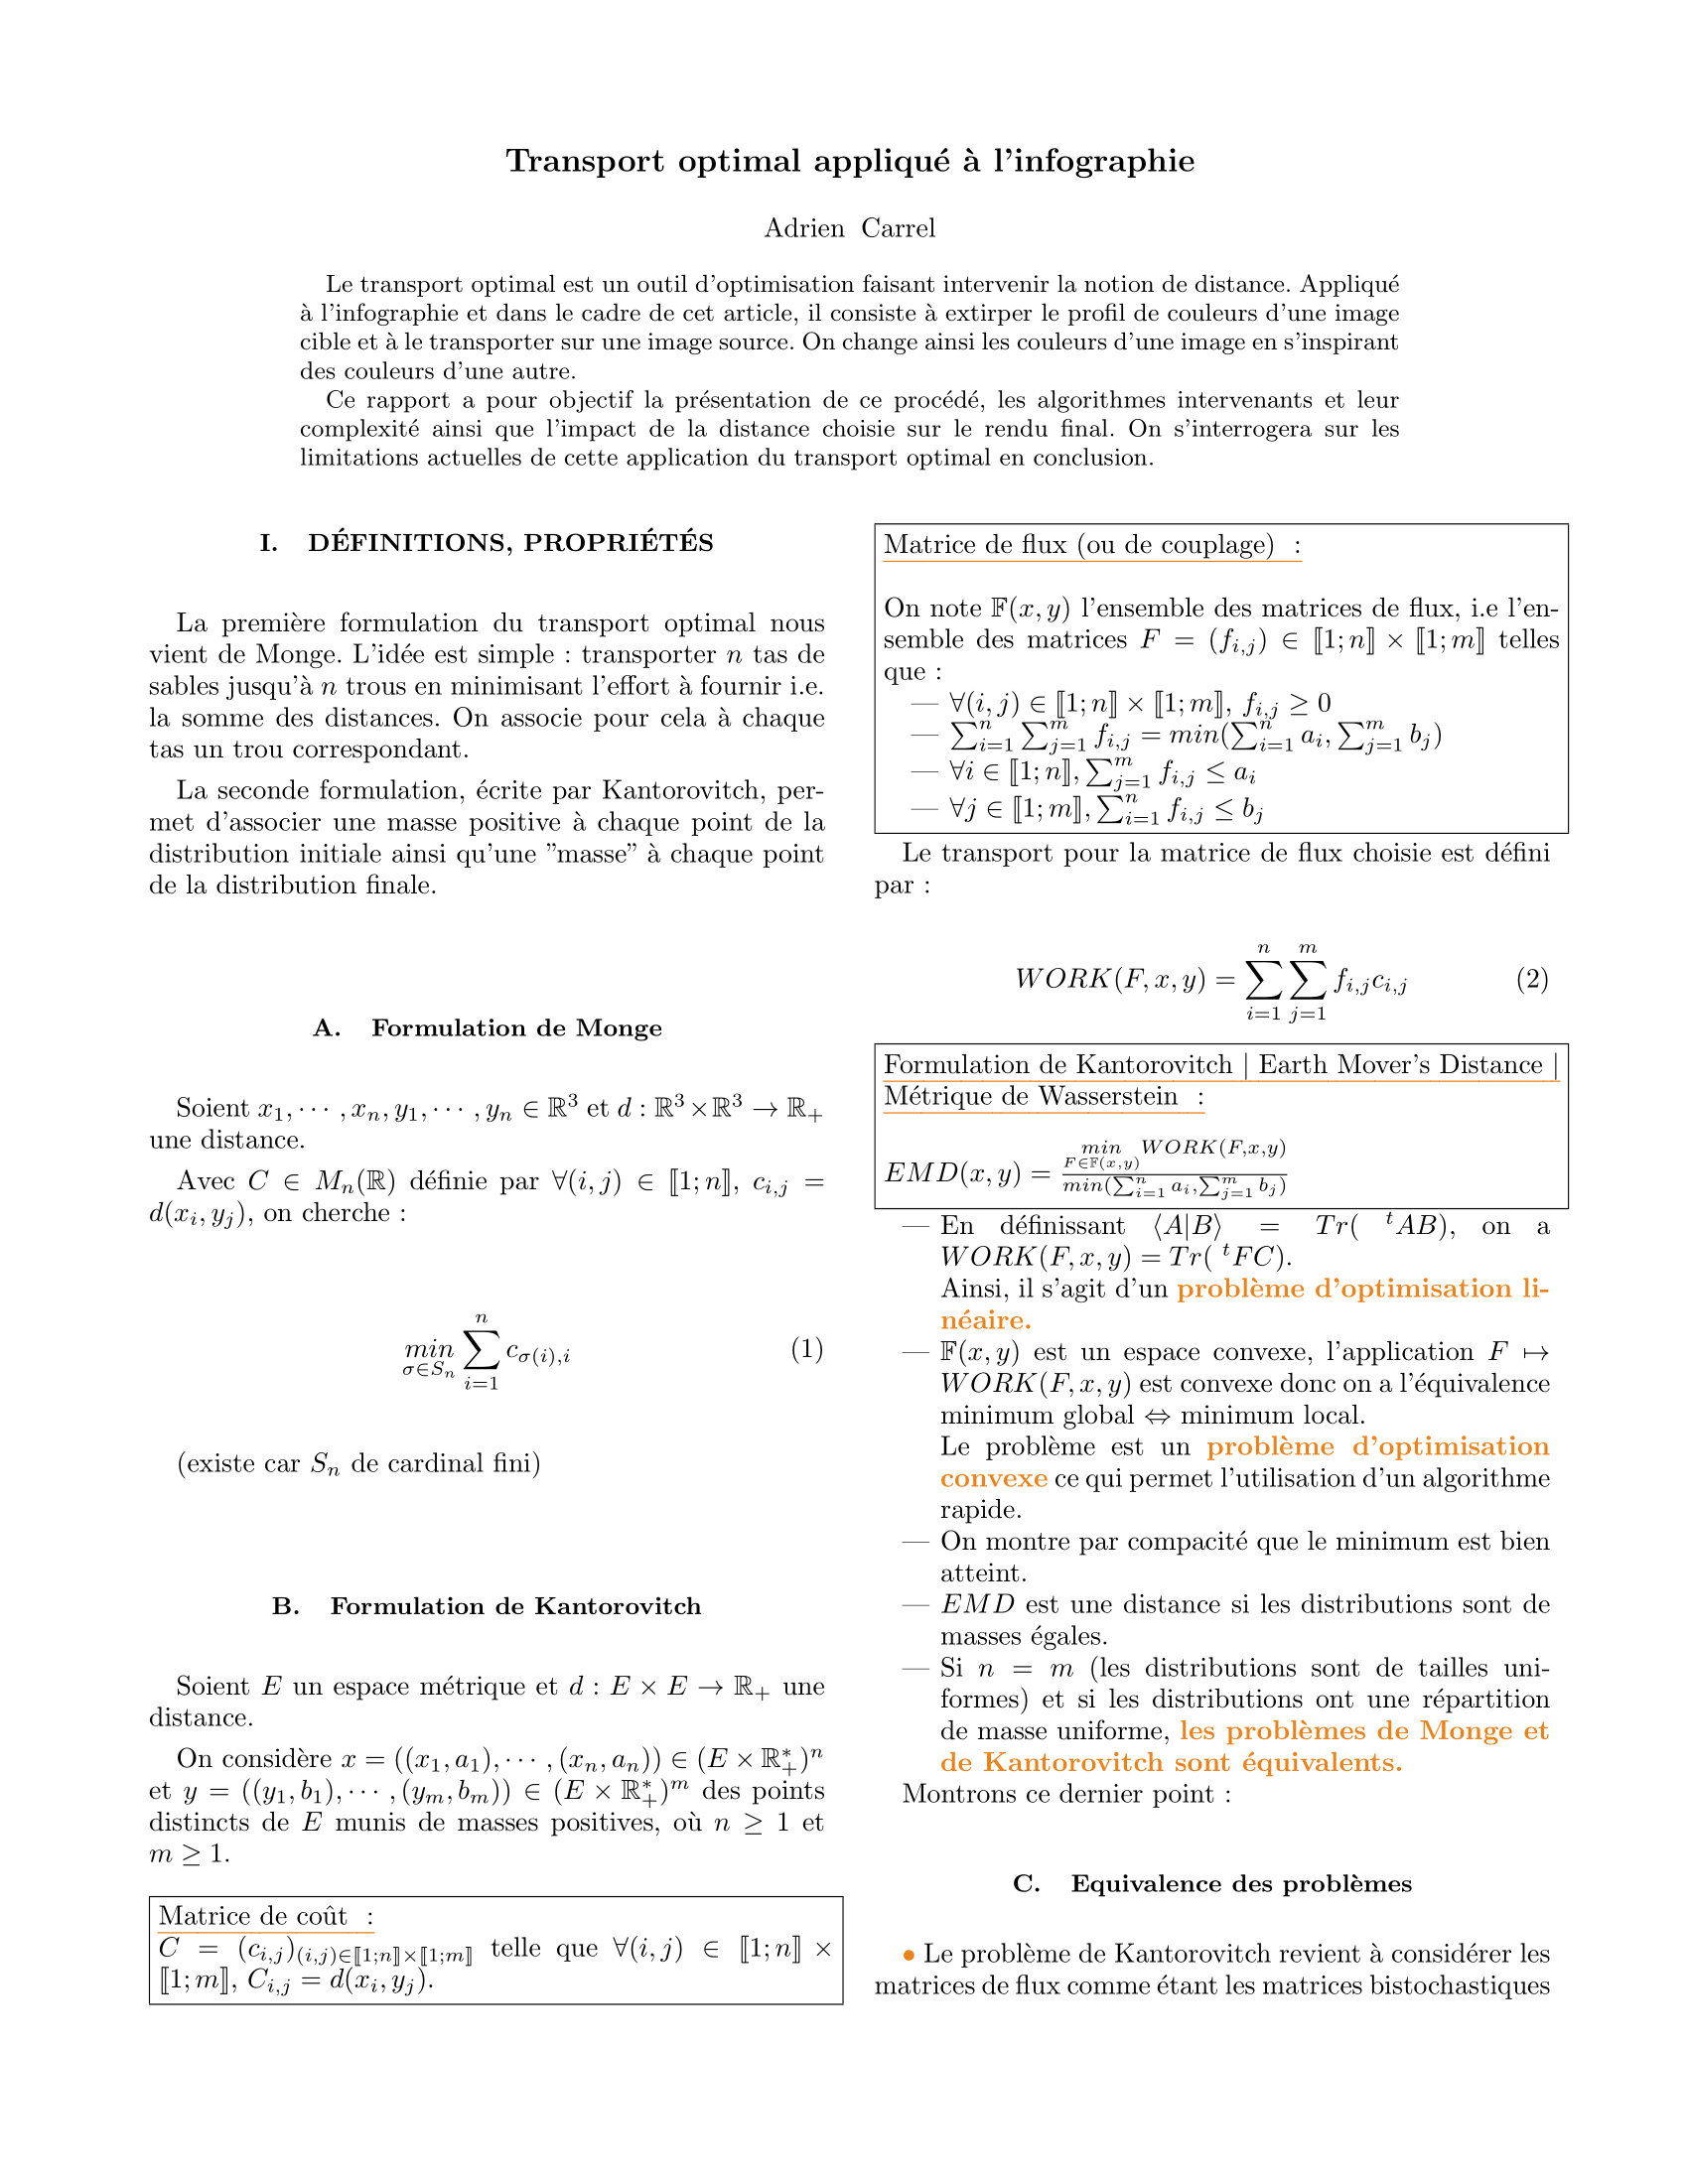 Transport optimal appliqué à l'infographie
Adrien Carrel
Le transport optimal est un outil d'optimisation faisant intervenir la notion de distance. Appliqué
à l'infographie et dans le cadre de cet article, il consiste à extirper le profil de couleurs d'une image
cible et à le transporter sur une image source. On change ainsi les couleurs d'une image en s'inspirant
des couleurs d'une autre.
Ce rapport a pour objectif la présentation de ce procédé, les algorithmes intervenants et leur
complexité ainsi que l'impact de la distance choisie sur le rendu final. On s'interrogera sur les
limitations actuelles de cette application du transport optimal en conclusion.
I. DÉFINITIONS, PROPRIÉTÉS
La première formulation du transport optimal nous
vient de Monge. L'idée est simple : transporter $n$ tas de
sables jusqu'à $n$ trous en minimisant l'effort à fournir i.e.
la somme des distances. On associe pour cela à chaque
tas un trou correspondant.
La seconde formulation, écrite par Kantorovitch, per-
met d'associer une masse positive à chaque point de la
distribution initiale ainsi qu'une "masse" à chaque point
de la distribution finale.
A. Formulation de Monge
Soient $x_1, \cdots, x_n, y_1, \cdots, y_n \in \mathbb{R}^3$ et $d : \mathbb{R}^3 \times \mathbb{R}^3 \to \mathbb{R}_+$
une distance.
Avec $C \in M_n(\mathbb{R})$ définie par $\forall (i,j) \in [\![1;n]\!]$, $c_{i,j} =$
$d(x_i, y_j)$, on cherche :
$\underset{\sigma \in S_n}{min} \sum_{i=1}^{n} c_{\sigma(i),i}$ (1)
(existe car $S_n$ de cardinal fini)
B. Formulation de Kantorovitch
Soient $E$ un espace métrique et $d : E \times E \to \mathbb{R}_+$ une
distance.
On considère $x = ((x_1, a_1), \cdots, (x_n, a_n)) \in (E \times \mathbb{R}_+^*)^n$
et $y = ((y_1, b_1), \cdots, (y_m, b_m)) \in (E \times \mathbb{R}_+^*)^m$ des points
distincts de $E$ munis de masses positives, où $n \geq 1$ et
$m \geq 1$.
Matrice de coût :
$C = (c_{i,j})_{(i,j) \in [\![1;n]\!] \times [\![1;m]\!]}$ telle que $\forall (i,j) \in [\![1;n]\!] \times$
$[\![1;m]\!]$, $C_{i,j} = d(x_i, y_j)$.
Matrice de flux (ou de couplage) :
On note $\mathbb{F}(x,y)$ l'ensemble des matrices de flux, i.e l'en-
semble des matrices $F = (f_{i,j}) \in [\![1;n]\!] \times [\![1;m]\!]$ telles
que :
— $\forall (i,j) \in [\![1;n]\!] \times [\![1;m]\!]$, $f_{i,j} \geq 0$
— $\sum_{i=1}^{n} \sum_{j=1}^{m} f_{i,j} = min(\sum_{i=1}^{n} a_i, \sum_{j=1}^{m} b_j)$
— $\forall i \in [\![1;n]\!], \sum_{j=1}^{m} f_{i,j} \leq a_i$
— $\forall j \in [\![1;m]\!], \sum_{i=1}^{n} f_{i,j} \leq b_j$
Le transport pour la matrice de flux choisie est défini
par :
$WORK(F,x,y) = \sum_{i=1}^{n} \sum_{j=1}^{m} f_{i,j} c_{i,j}$ (2)
Formulation de Kantorovitch | Earth Mover's Distance |
Métrique de Wasserstein :
$EMD(x,y) = \frac{\underset{F \in \mathbb{F}(x,y)}{min} WORK(F,x,y)}{min(\sum_{i=1}^{n} a_i, \sum_{j=1}^{m} b_j)}$
— En définissant $\langle A|B \rangle = Tr(\ ^tAB)$, on a
$WORK(F,x,y) = Tr(\ ^tFC)$.
Ainsi, il s'agit d'un problème d'optimisation li-
néaire.
— $\mathbb{F}(x,y)$ est un espace convexe, l'application $F \mapsto$
$WORK(F,x,y)$ est convexe donc on a l'équivalence
minimum global $\Leftrightarrow$ minimum local.
Le problème est un problème d'optimisation
convexe ce qui permet l'utilisation d'un algorithme
rapide.
— On montre par compacité que le minimum est bien
atteint.
— $EMD$ est une distance si les distributions sont de
masses égales.
— Si $n = m$ (les distributions sont de tailles uni-
formes) et si les distributions ont une répartition
de masse uniforme, les problèmes de Monge et
de Kantorovitch sont équivalents.
Montrons ce dernier point :
C. Equivalence des problèmes
• Le problème de Kantorovitch revient à considérer les
matrices de flux comme étant les matrices bistochastiques